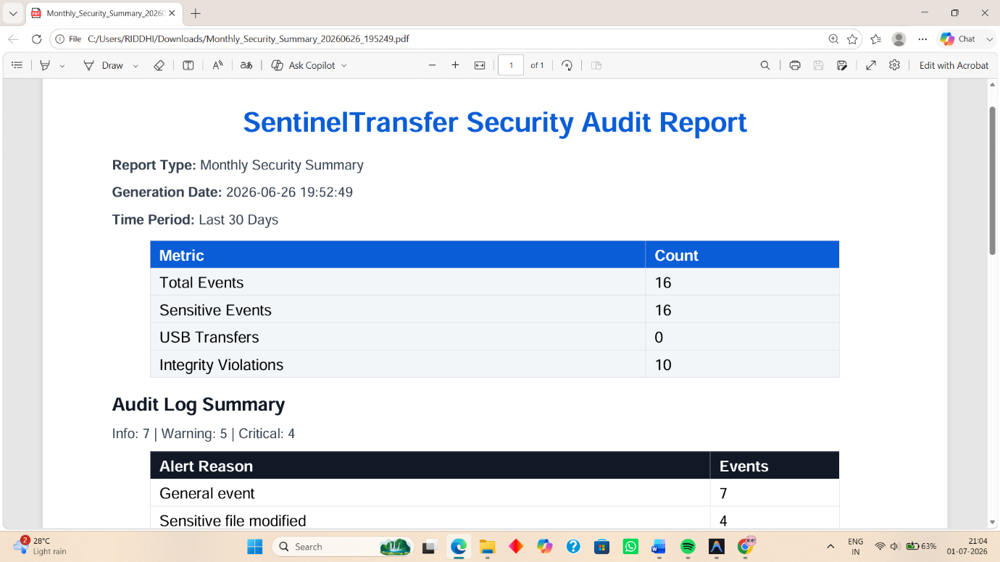 Monthly_Security_Summary_20260
File C:/Users/RIDDHI/Downloads/Monthly_Security_Summary_20260626_195249.pdf
Chat
Draw
aあ
Ask Copilot
1 of 1
Edit with Acrobat
SentinelTransfer Security Audit Report
Report Type: Monthly Security Summary
Generation Date: 2026-06-26 19:52:49
Time Period: Last 30 Days
Metric Count
Total Events 16
Sensitive Events 16
USB Transfers 0
Integrity Violations 10
Audit Log Summary
Info: 7 | Warning: 5 | Critical: 4
Alert Reason Events
General event 7
Sensitive file modified 4
2
28°C
Light rain
Search
ENG
IN
63%
21:04
01-07-2026